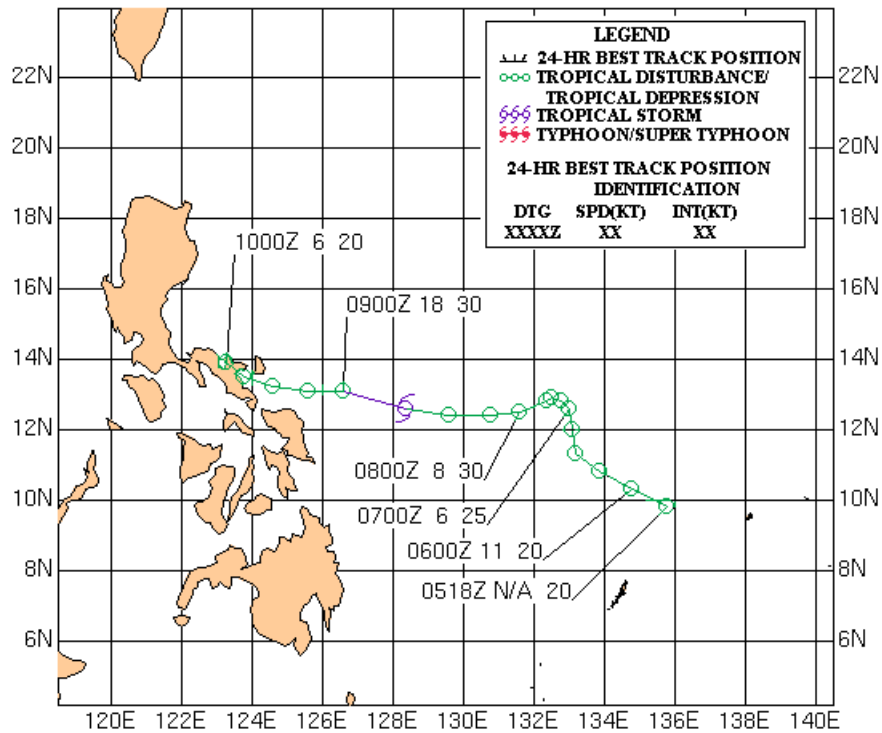 LEGEND
24-HR BEST TRACK POSITION
TROPICAL DISTURBANCE/
TROPICAL DEPRESSION
TROPICAL STORM
TYPHOON/SUPER TYPHOON
24-HR BEST TRACK POSITION
IDENTIFICATION
DTG SPD(KT) INT(KT)
XXXXZ XX XX
22N 22N
20N 20N
18N 18N
1000Z 6 20
16N 16N
0900Z 18 30
14N 14N
12N 12N
0800Z 8 30
0700Z 6 25
10N 10N
0600Z 11 20
8N 8N
0518Z N/A 20
6N 6N
120E 122E 124E 126E 128E 130E 132E 134E 136E 138E 140E